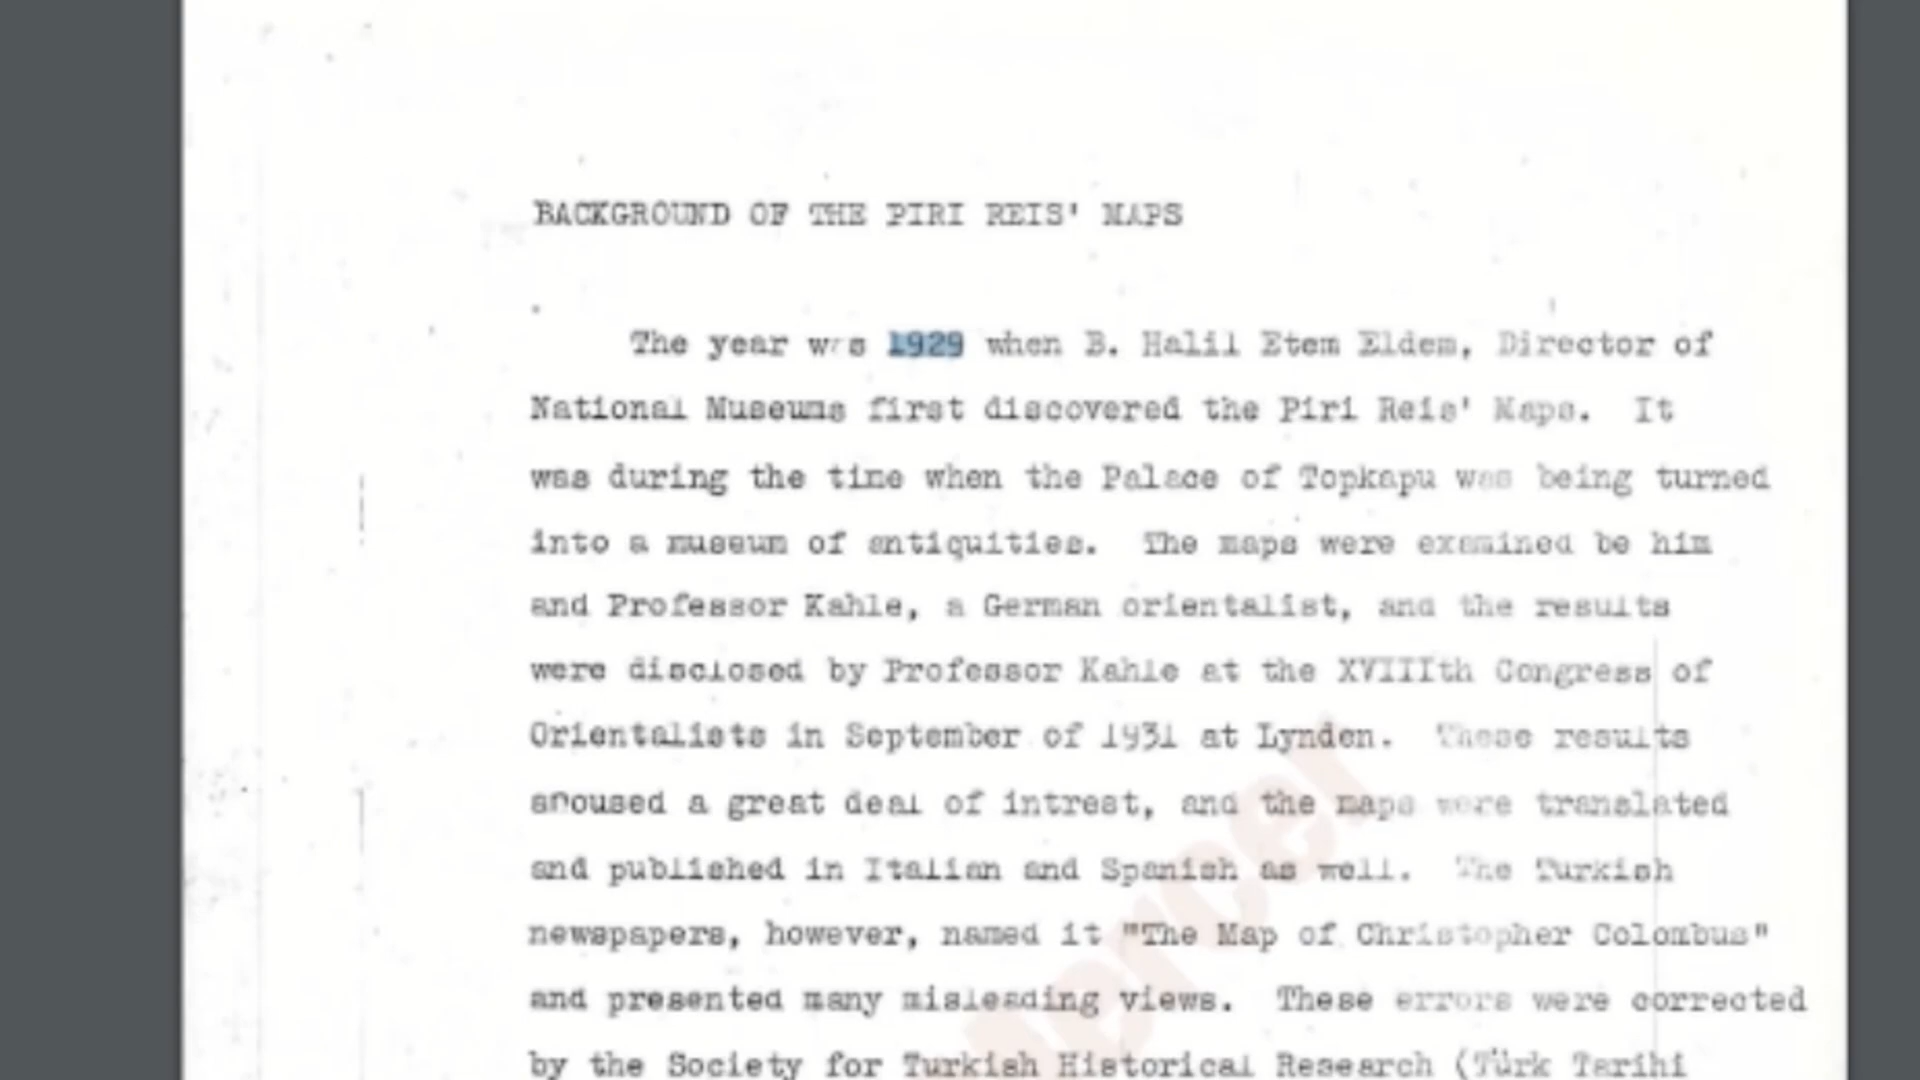 BACKGROUND OF THE PIRI REIS' MAPS
The year was 1929 when B. Halil Etem Eldem, Director of
National Museums first discovered the Piri Reis' Maps. It
was during the time when the Palace of Topkapu was being turned
into a museum of antiquities. The maps were examined be him
and Professor Kahle, a German orientalist, and the results
were disclosed by Professor Kahle at the XVIIIth Congress of
Orientalists in September of 1931 at Lynden. These results
aroused a great deal of intrest, and the maps were translated
and published in Italian and Spanish as well. The Turkish
newspapers, however, named it "The Map of Christopher Colombus"
and presented many misleading views. These errors were corrected
by the Society for Turkish Historical Research (Türk Tarihi